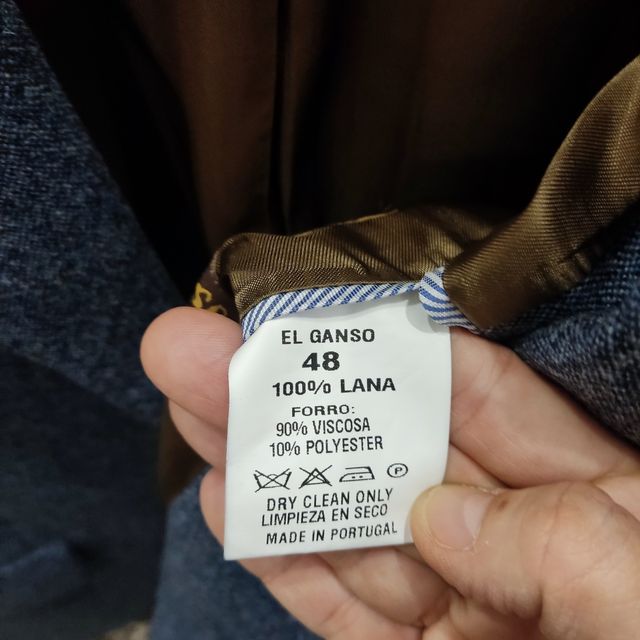 EL GANSO
48
100% LANA
FORRO:
90% VISCOSA
10% POLYESTER
P
DRY CLEAN ONLY
LIMPIEZA EN SECO
MADE IN PORTUGAL